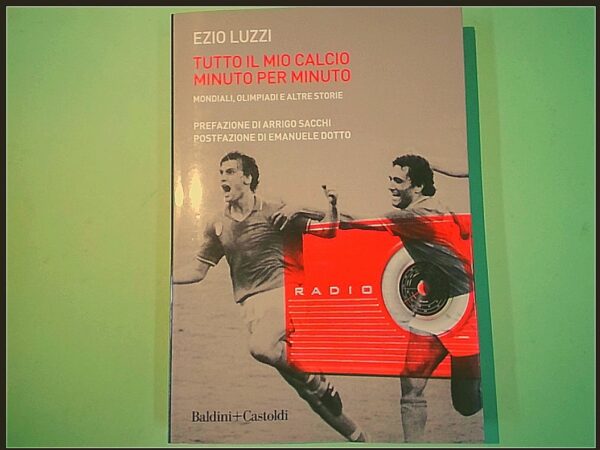 EZIO LUZZI
TUTTO IL MIO CALCIO
MINUTO PER MINUTO
MONDIALI, OLIMPIADI E ALTRE STORIE
PREFAZIONE DI ARRIGO SACCHI
POSTFAZIONE DI EMANUELE DOTTO
RADIO
Baldini+Castoldi